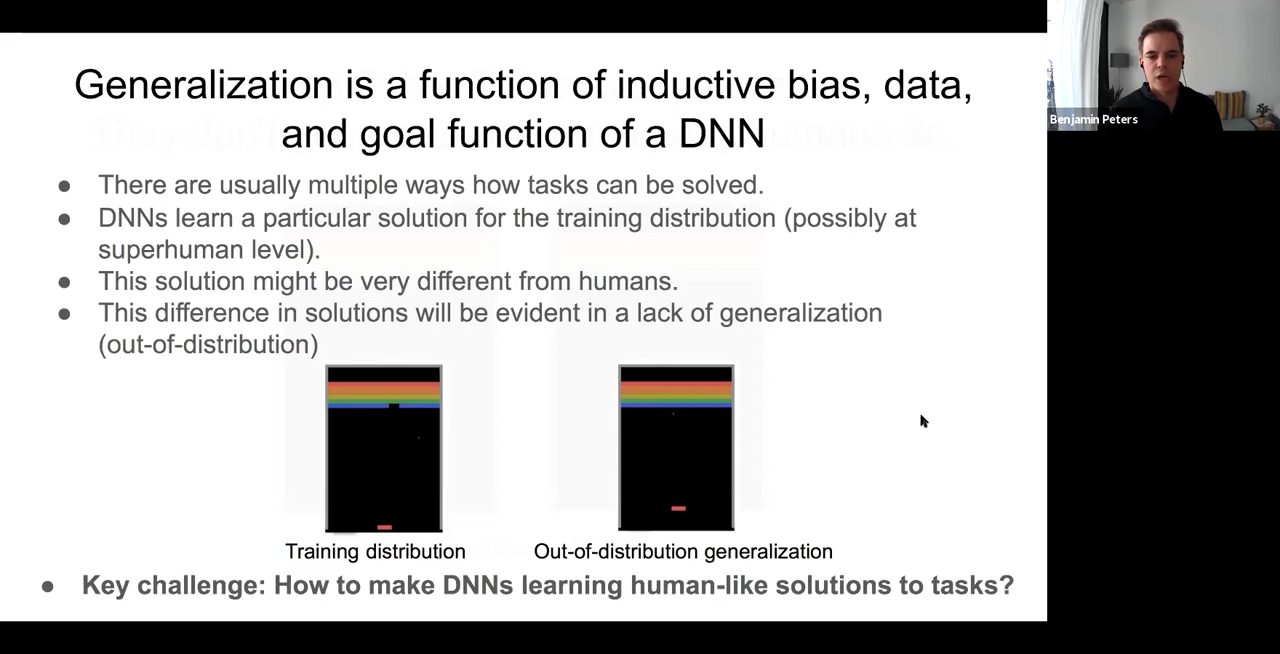 Generalization is a function of inductive bias, data,
and goal function of a DNN
● There are usually multiple ways how tasks can be solved.
● DNNs learn a particular solution for the training distribution (possibly at
superhuman level).
● This solution might be very different from humans.
● This difference in solutions will be evident in a lack of generalization
(out-of-distribution)
Training distribution
Out-of-distribution generalization
● Key challenge: How to make DNNs learning human-like solutions to tasks?
Benjamin Peters